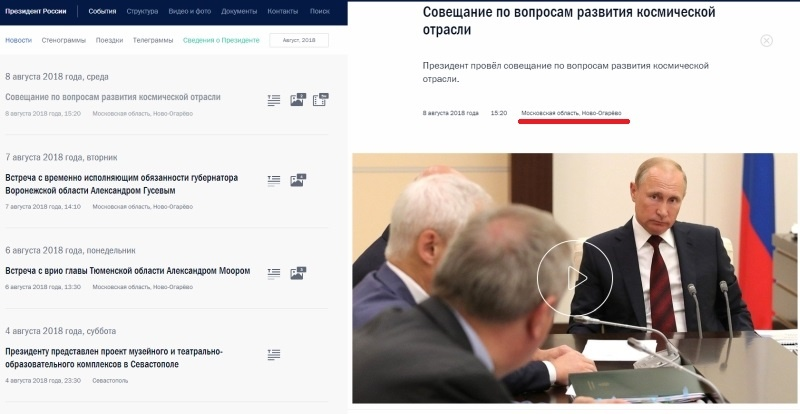 Президент России
События
Структура
Видео и фото
Документы
Контакты
Поиск
Новости
Стенограммы
Поездки
Телеграммы
Сведения о Президенте
Август, 2018
8 августа 2018 года, среда
Совещание по вопросам развития космической отрасли
8 августа 2018 года, 15:20 Московская область, Ново-Огарёво
7 августа 2018 года, вторник
Встреча с временно исполняющим обязанности губернатора
Воронежской области Александром Гусевым
7 августа 2018 года, 14:10 Московская область, Ново-Огарёво
6 августа 2018 года, понедельник
Встреча с врио главы Тюменской области Александром Моором
6 августа 2018 года, 13:30 Московская область, Ново-Огарёво
4 августа 2018 года, суббота
Президенту представлен проект музейного и театрально-
образовательного комплексов в Севастополе
4 августа 2018 года, 23:30 Севастополь
Совещание по вопросам развития космической
отрасли
Президент провёл совещание по вопросам развития космической
отрасли.
8 августа 2018 года 15:20 Московская область, Ново-Огарёво